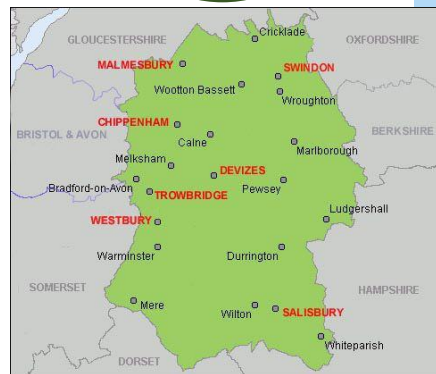 Cricklade
GLOUCESTERSHIRE
OXFORDSHIRE
MALMESBURY
SWINDON
Wootton Bassett
Wroughton
CHIPPENHAM
BRISTOL & AVON
Calne
BERKSHIRE
Marlborough
Melksham
DEVIZES
Bradford-on-Avon
Pewsey
TROWBRIDGE
Ludgershall
WESTBURY
Warminster
Durrington
SOMERSET
HAMPSHIRE
Mere
Wilton
SALISBURY
Whiteparish
DORSET